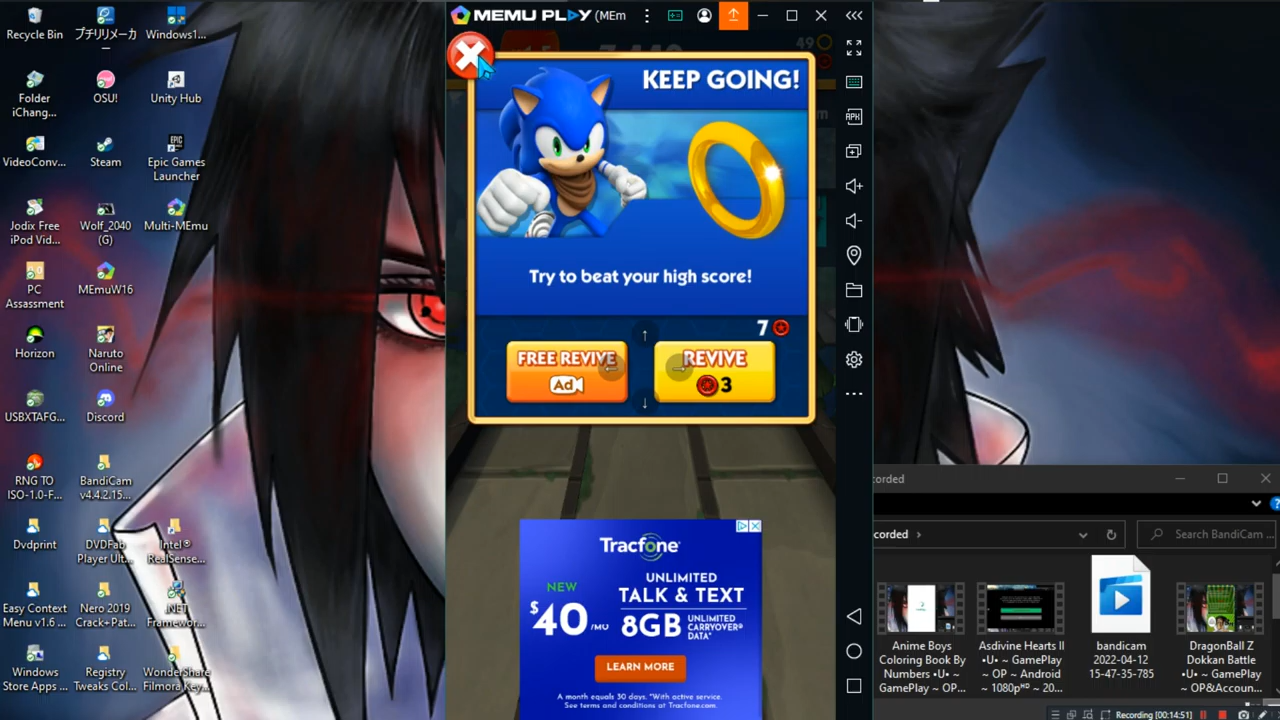 Recycle Bin
プチリリメーカ
ー
Windows1...
Folder
iChang...
OSU!
Unity Hub
VideoConv...
Steam
Epic Games
Launcher
EPIC
Jodix Free
iPod Vid...
Wolf_2040
(G)
Multi-MEmu
PC
Assassment
MEmuW16
Horizon
Naruto
Online
USBXTAFG...
Discord
RNG TO
ISO-1.0-F...
BandiCam
v4.4.2.15...
Dvdprint
DVDFab
Player Ult...
Intel®
RealSense...
Easy Context
Menu v1.6 ...
Nero 2019
Crack+Pat...
.NET
Framewor...
Windows
Store Apps ...
Registry
Tweaks Col...
WonderShare
Filmora Key...
MEMU PLAY (MEm
APK
49
KEEP GOING!
Try to beat your high score!
7
FREE REVIVE
Ad
REVIVE
3
Tracfone
NEW
$40/MO
UNLIMITED
TALK & TEXT
8GB UNLIMITED
CARRYOVER®
DATA*
LEARN MORE
A month equals 30 days. *With active service.
See terms and conditions at Tracfone.com.
corded
corded
Search BandiCam ...
Anime Boys
Coloring Book By
Numbers •U• ~
GamePlay ~ OP...
Asdivine Hearts II
•U• ~ GamePlay
~ OP ~ Android
~ 1080pᴴᴰ ~ 20...
bandicam
2022-04-12
15-47-35-785
DragonBall Z
Dokkan Battle
•U• ~ GamePlay
~ OP&Accoun...
Recording [00:14:51]